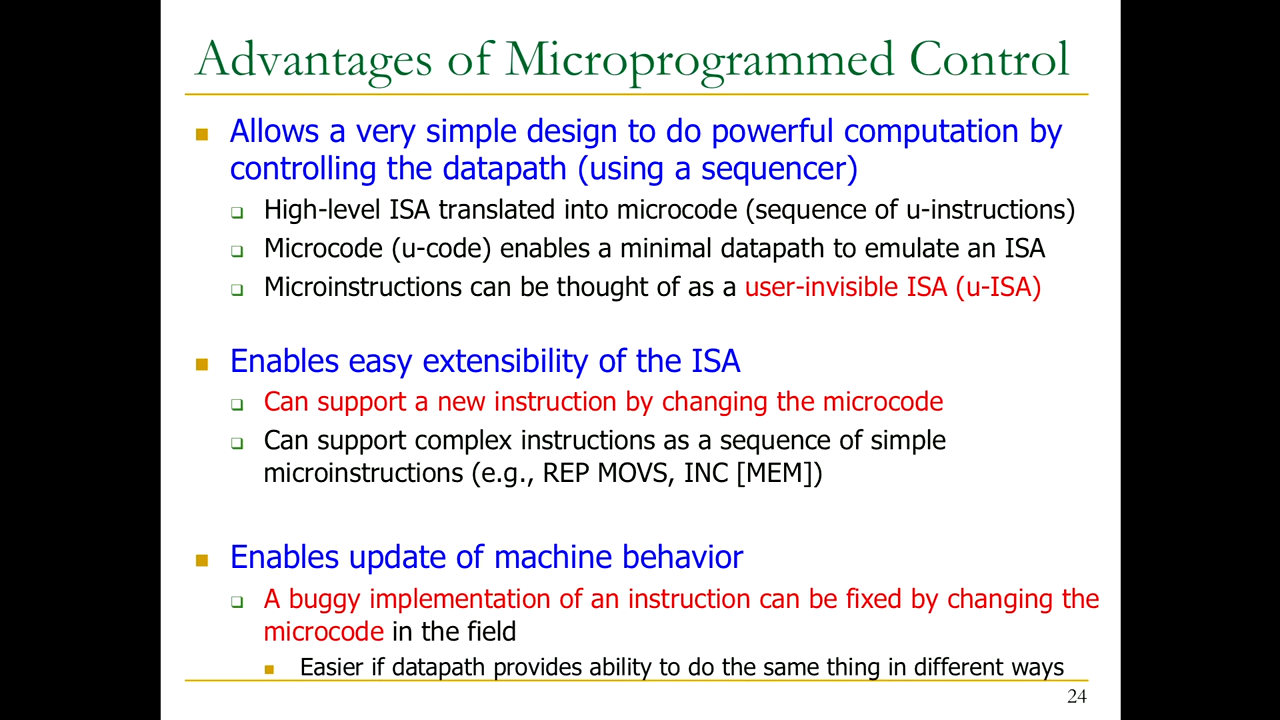 Advantages of Microprogrammed Control
Allows a very simple design to do powerful computation by
controlling the datapath (using a sequencer)
High-level ISA translated into microcode (sequence of u-instructions)
Microcode (u-code) enables a minimal datapath to emulate an ISA
Microinstructions can be thought of as a user-invisible ISA (u-ISA)
Enables easy extensibility of the ISA
Can support a new instruction by changing the microcode
Can support complex instructions as a sequence of simple
microinstructions (e.g., REP MOVS, INC [MEM])
Enables update of machine behavior
A buggy implementation of an instruction can be fixed by changing the
microcode in the field
Easier if datapath provides ability to do the same thing in different ways
24